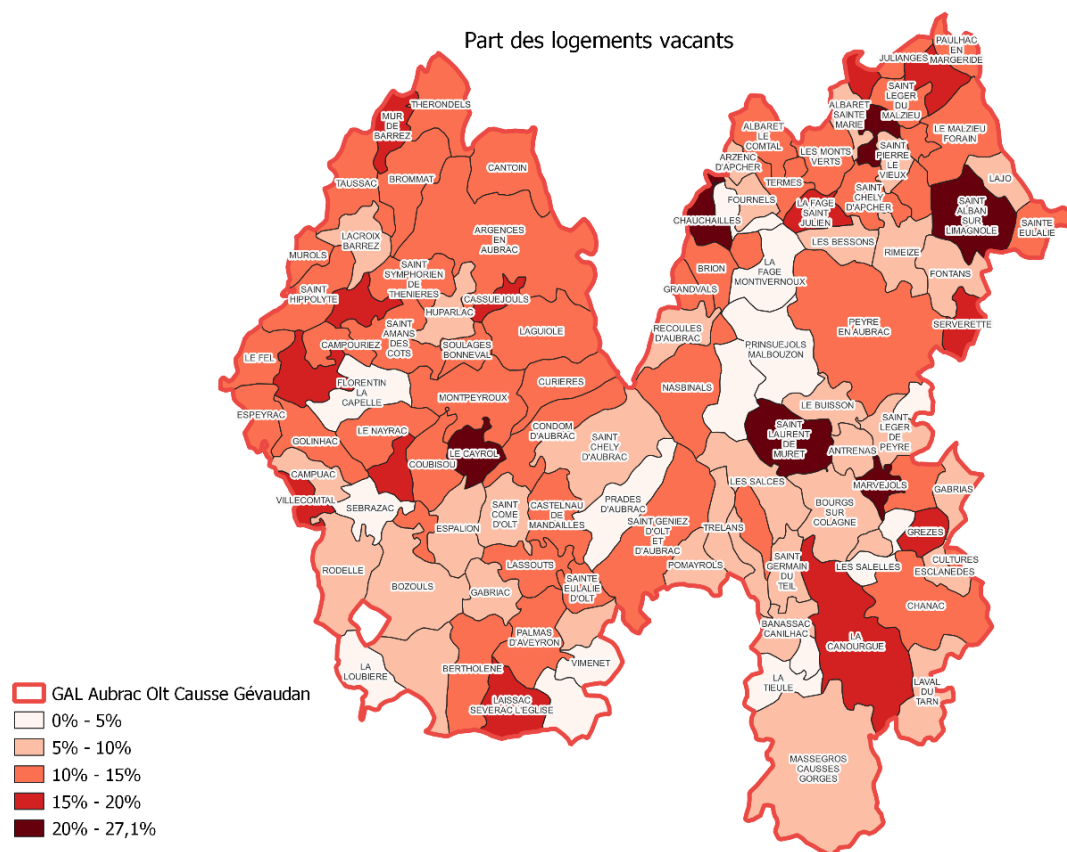 Part des logements vacants
PAULHAC
EN
MARGERIDE
JULIANGES
THERONDELS
MUR
DE
BARREZ
SAINT
LEGER
DU
MALZIEU
ALBARET
SAINTE
MARIE
ALBARET
LE
COMTAL
LE MALZIEU
FORAIN
LES MONTS
VERTS
SAINT
PIERRE
LE
VIEUX
ARZENC
D'APCHER
CANTOIN
BROMMAT
TAUSSAC
TERMES
LAJO
SAINT
CHELY
D'APCHER
FOURNELS
LA FAGE
SAINT
JULIEN
SAINT
ALBAN
SUR
LIMAGNOLE
CHAUCHAILLES
SAINTE
EULALIE
ARGENCES
EN
AUBRAC
LACROIX
BARREZ
LES BESSONS
RIMEIZE
MUROLS
LA
FAGE
MONTIVERNOUX
SAINT
SYMPHORIEN
DE
THENIERES
BRION
FONTANS
GRANDVALS
SAINT
HIPPOLYTE
CASSUEJOULS
HUPARLAC
SERVERETTE
PEYRE
EN AUBRAC
RECOULES
D'AUBRAC
LAGUIOLE
SAINT
AMANS
DES
COTS
CAMPOURIEZ
SOULAGES
BONNEVAL
PRINSUEJOLS
MALBOUZON
LE FEL
CURIERES
FLORENTIN
LA
CAPELLE
NASBINALS
MONTPEYROUX
LE BUISSON
ESPEYRAC
SAINT
LEGER
DE
PEYRE
SAINT
LAURENT
DE
MURET
CONDOM
D'AUBRAC
LE NAYRAC
GOLINHAC
SAINT
CHELY
D'AUBRAC
ANTRENAS
LE CAYROL
COUBISOU
CAMPUAC
LES SALCES
MARVEJOLS
GABRIAS
VILLECOMTAL
SEBRAZAC
SAINT
COME
D'OLT
CASTELNAU
DE
MANDAILLES
PRADES
D'AUBRAC
BOURGS
SUR
COLAGNE
ESPALION
SAINT GENIEZ
D'OLT
ET
D'AUBRAC
TRELANS
GREZES
SAINT
GERMAIN
DU
TEIL
LES SALELLES
CULTURES
ESCLANEDES
RODELLE
LASSOUTS
POMAYROLS
BOZOULS
GABRIAC
SAINTE
EULALIE
D'OLT
CHANAC
BANASSAC
CANILHAC
PALMAS
D'AVEYRON
LA
CANOURGUE
VIMENET
LA
LOUBIERE
BERTHOLENE
LA
TIEULE
LAVAL
DU
TARN
LAISSAC
SEVERAC L'EGLISE
MASSEGROS
CAUSSES
GORGES
GAL Aubrac Olt Causse Gévaudan
0% - 5%
5% - 10%
10% - 15%
15% - 20%
20% - 27,1%